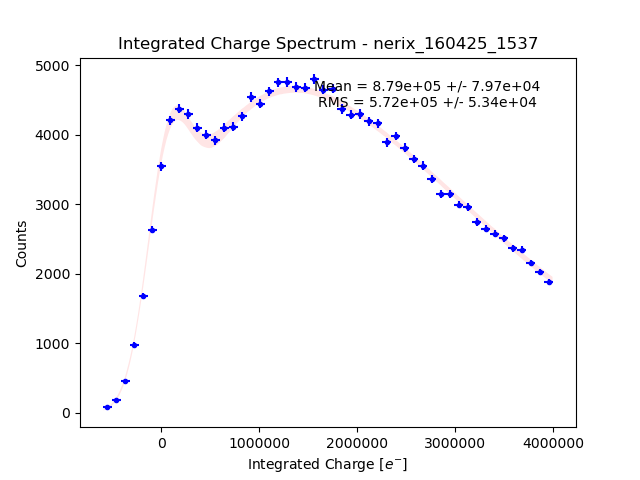 Integrated Charge Spectrum - nerix_160425_1537
Mean = 8.79e+05 +/- 7.97e+04
RMS = 5.72e+05 +/- 5.34e+04
Counts
5000
4000
3000
2000
1000
0
0 1000000 2000000 3000000 4000000
Integrated Charge [e⁻]